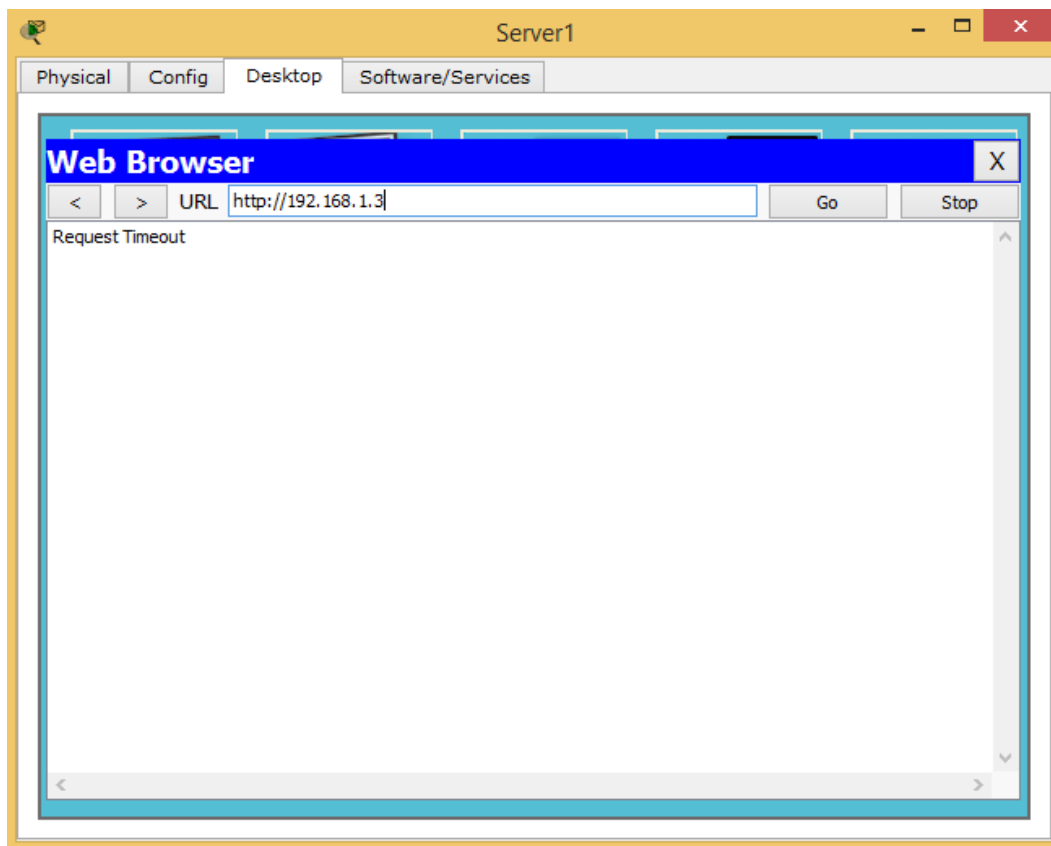 Server1
Physical Config Desktop Software/Services
Web Browser X
< > URL http://192.168.1.3 Go Stop
Request Timeout